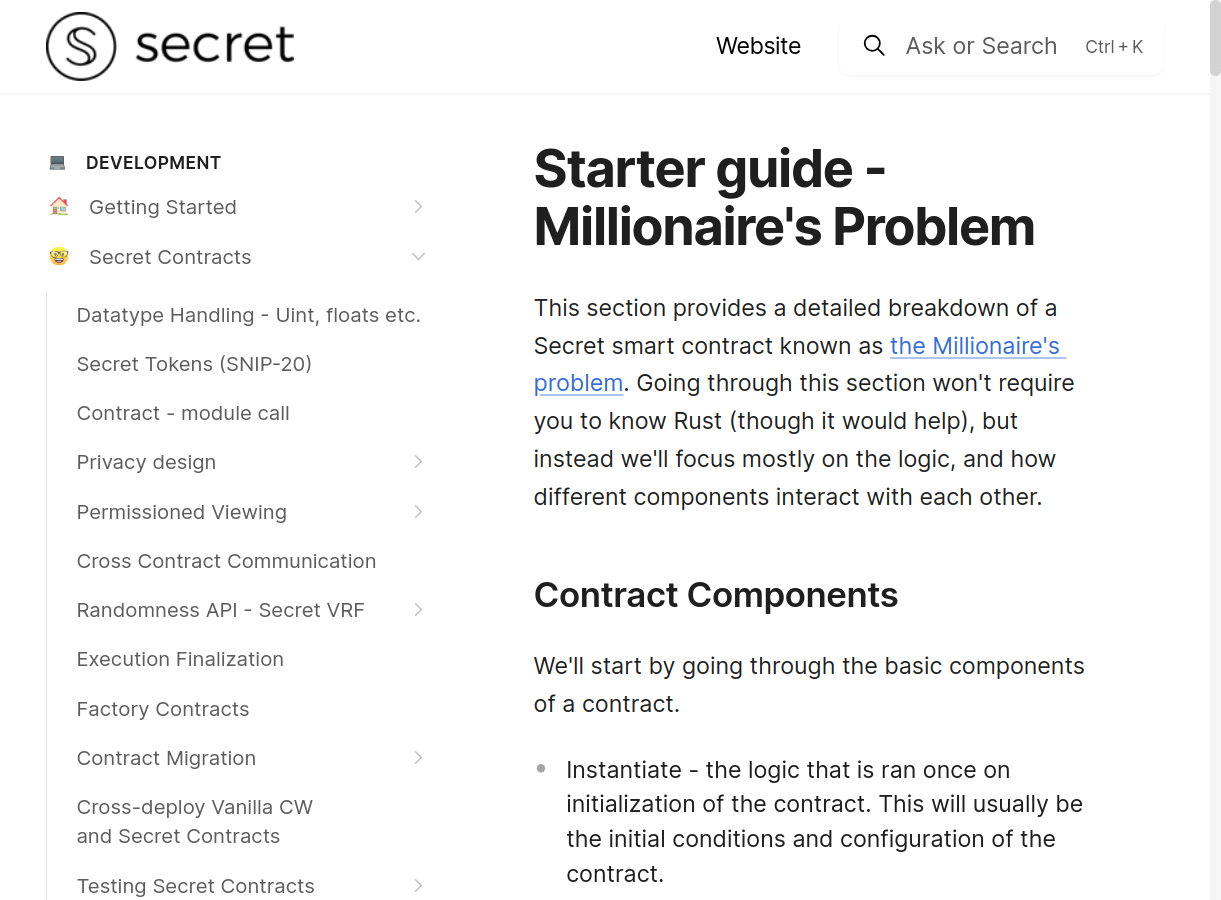 secret
Website
Ask or Search
Ctrl + K
DEVELOPMENT
Getting Started
Secret Contracts
Datatype Handling - Uint, floats etc.
Secret Tokens (SNIP-20)
Contract - module call
Privacy design
Permissioned Viewing
Cross Contract Communication
Randomness API - Secret VRF
Execution Finalization
Factory Contracts
Contract Migration
Cross-deploy Vanilla CW
and Secret Contracts
Testing Secret Contracts
Starter guide -
Millionaire's Problem
This section provides a detailed breakdown of a
Secret smart contract known as the Millionaire's
problem. Going through this section won't require
you to know Rust (though it would help), but
instead we'll focus mostly on the logic, and how
different components interact with each other.
Contract Components
We'll start by going through the basic components
of a contract.
Instantiate - the logic that is ran once on
initialization of the contract. This will usually be
the initial conditions and configuration of the
contract.